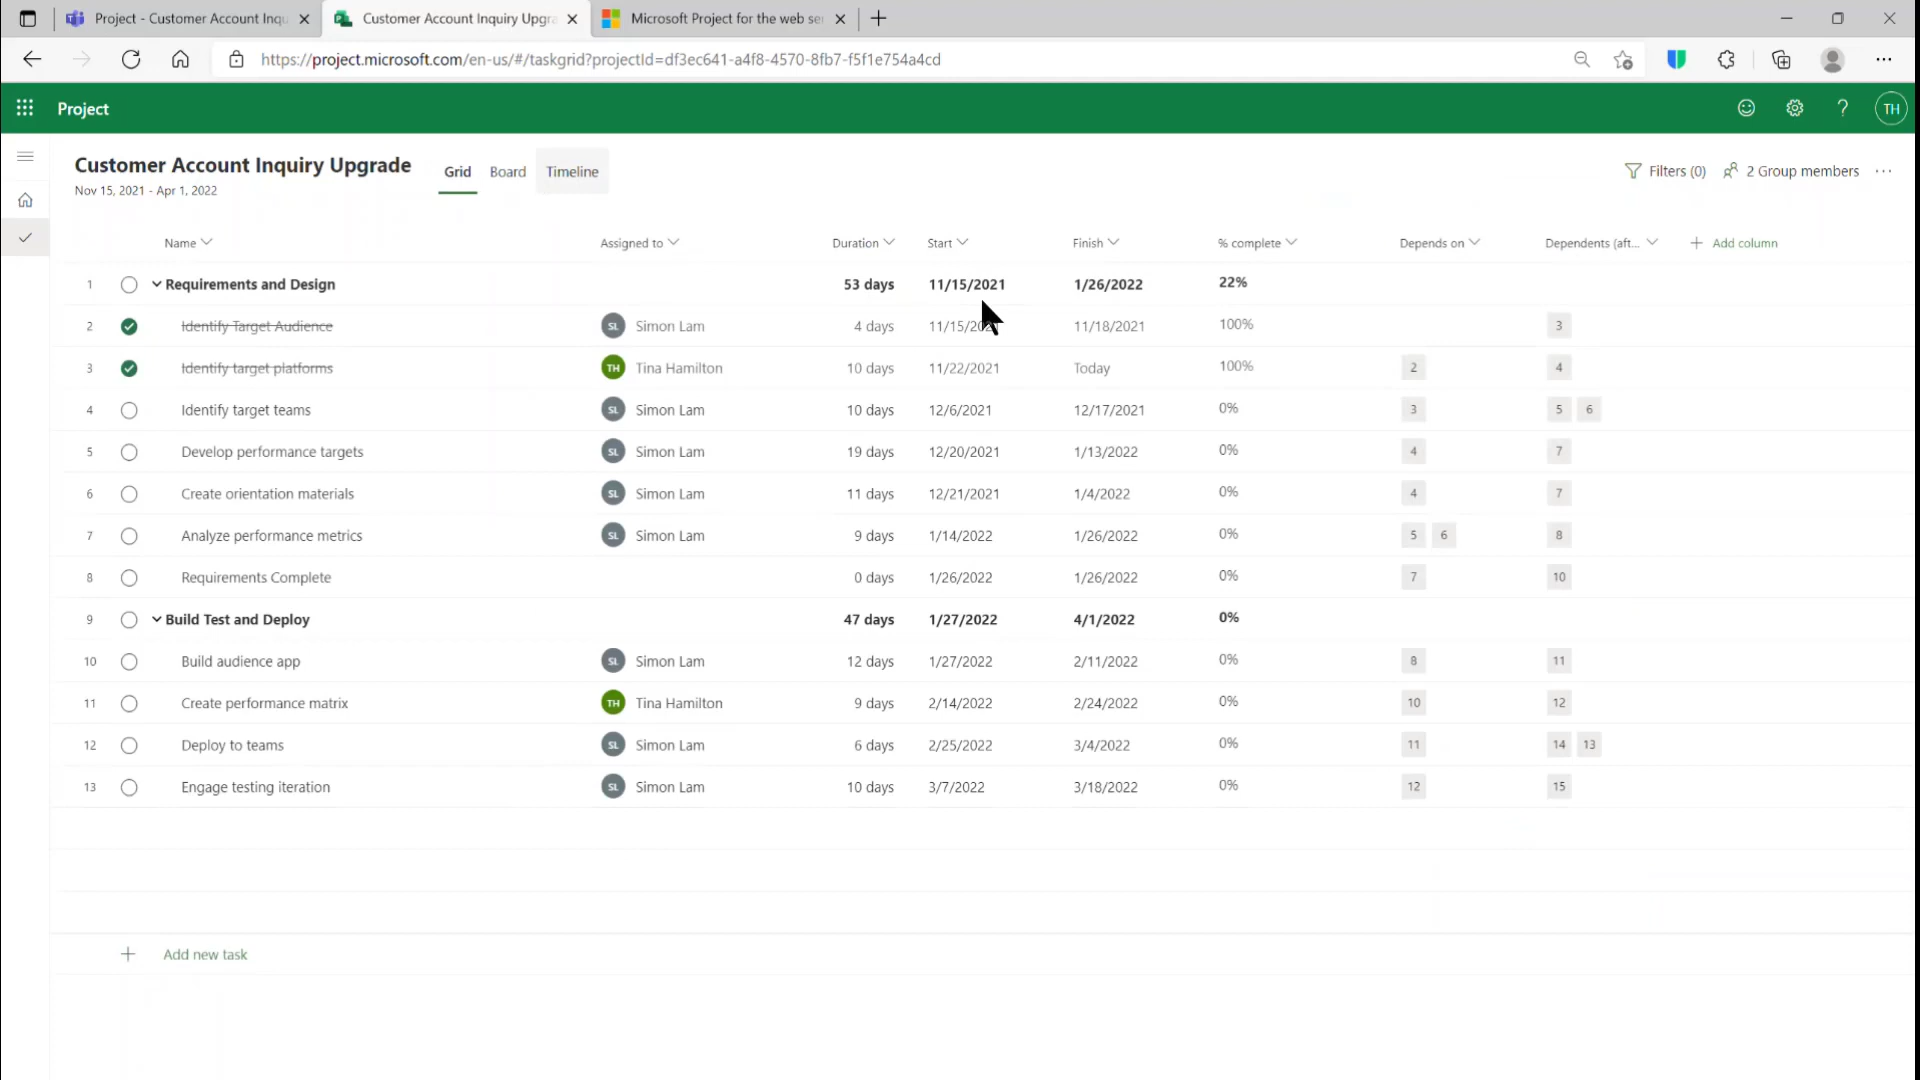 Project - Customer Account Inqu
Customer Account Inquiry Upgra
Microsoft Project for the web se
https://project.microsoft.com/en-us/#/taskgrid?projectId=df3ec641-a4f8-4570-8fb7-f5f1e754a4cd
Project
? TH
Customer Account Inquiry Upgrade
Nov 15, 2021 - Apr 1, 2022
Grid Board Timeline
Filters (0) 2 Group members ...
Name Assigned to Duration Start Finish % complete Depends on Dependents (aft... + Add column
1 Requirements and Design 53 days 11/15/2021 1/26/2022 22%
2 Identify Target Audience SL Simon Lam 4 days 11/15/2021 11/18/2021 100% 3
3 Identify target platforms TH Tina Hamilton 10 days 11/22/2021 Today 100% 2 4
4 Identify target teams SL Simon Lam 10 days 12/6/2021 12/17/2021 0% 3 5 6
5 Develop performance targets SL Simon Lam 19 days 12/20/2021 1/13/2022 0% 4 7
6 Create orientation materials SL Simon Lam 11 days 12/21/2021 1/4/2022 0% 4 7
7 Analyze performance metrics SL Simon Lam 9 days 1/14/2022 1/26/2022 0% 5 6 8
8 Requirements Complete 0 days 1/26/2022 1/26/2022 0% 7 10
9 Build Test and Deploy 47 days 1/27/2022 4/1/2022 0%
10 Build audience app SL Simon Lam 12 days 1/27/2022 2/11/2022 0% 8 11
11 Create performance matrix TH Tina Hamilton 9 days 2/14/2022 2/24/2022 0% 10 12
12 Deploy to teams SL Simon Lam 6 days 2/25/2022 3/4/2022 0% 11 14 13
13 Engage testing iteration SL Simon Lam 10 days 3/7/2022 3/18/2022 0% 12 15
+ Add new task